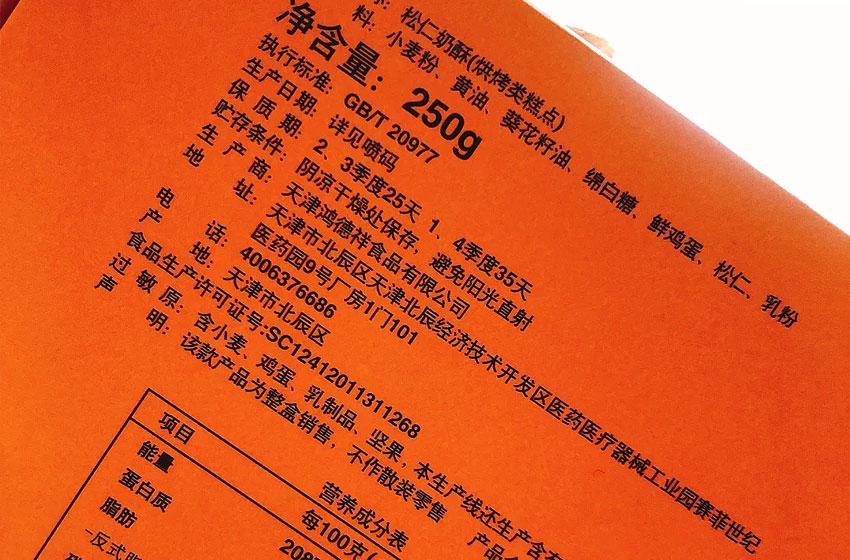 松仁奶酥(烘烤类糕点)
料：小麦粉、黄油、葵花籽油、绵白糖、鲜鸡蛋、松仁、乳粉
净含量：250g
执行标准：GB/T 20977
生产日期：详见喷码
保质期：2、3季度25天 1、4季度35天
贮存条件：阴凉干燥处保存，避免阳光直射
生产商：天津鸿德祥食品有限公司
地址：天津市北辰区天津北辰经济技术开发区医药医疗器械工业园赛菲世纪
医药园9号厂房1门101
电话：4006376686
产地：天津市北辰区
食品生产许可证号:SC12412011311268
过敏原：含小麦、鸡蛋、乳制品、坚果，本生产线还生产含有
声明：该款产品为整盒销售，不作散装零售 产品
营养成分表
项目 每100克(
能量 208
蛋白质
脂肪
-反式脂